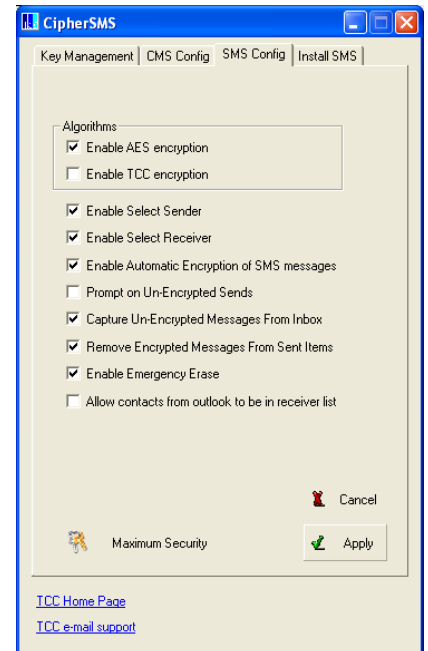 CipherSMS
Key Management CMS Config SMS Config Install SMS
Algorithms
Enable AES encryption
Enable TCC encryption
Enable Select Sender
Enable Select Receiver
Enable Automatic Encryption of SMS messages
Prompt on Un-Encrypted Sends
Capture Un-Encrypted Messages From Inbox
Remove Encrypted Messages From Sent Items
Enable Emergency Erase
Allow contacts from outlook to be in receiver list
Cancel
Maximum Security Apply
TCC Home Page
TCC e-mail support